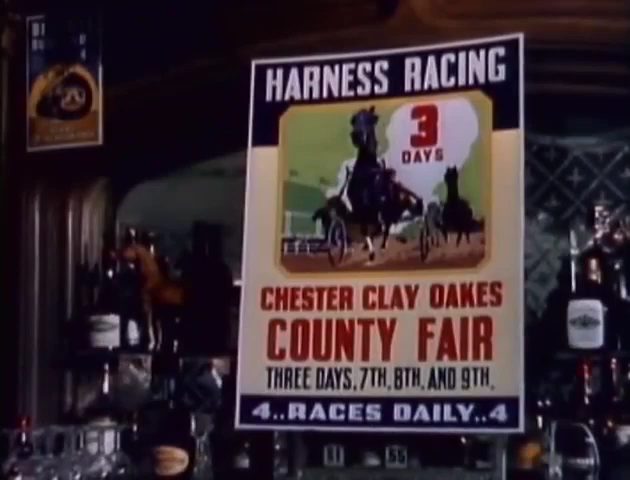 HARNESS RACING
3
DAYS
CHESTER CLAY OAKES
COUNTY FAIR
THREE DAYS, 7TH, 8TH, AND 9TH,
4..RACES DAILY..4